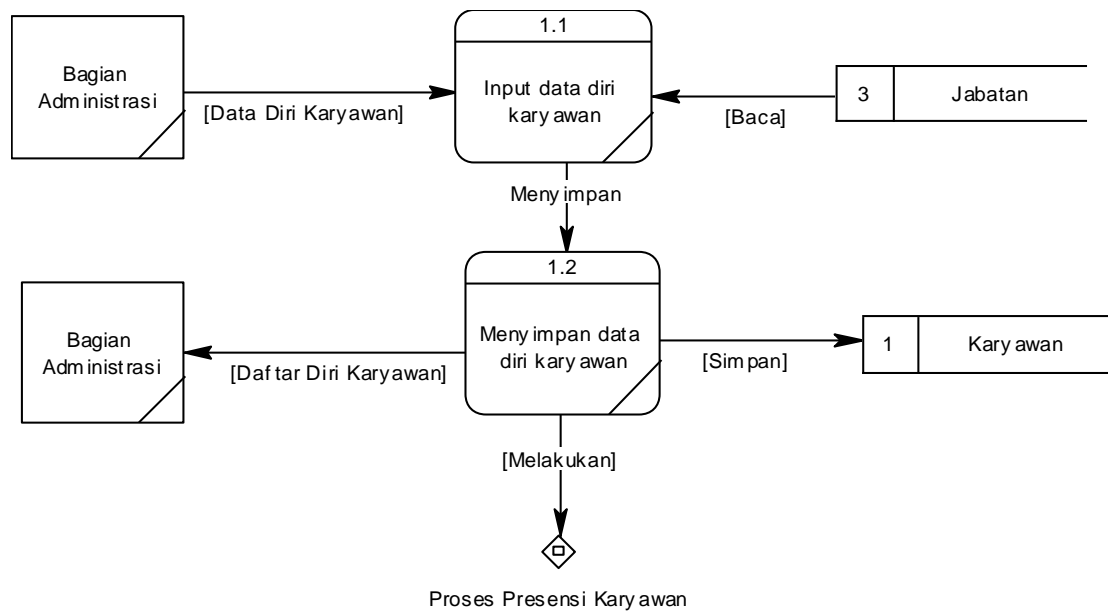 1.1
Bagian
Administrasi
Input data diri
karyawan
3
Jabatan
[Data Diri Karyawan]
[Baca]
Menyimpan
1.2
Bagian
Administrasi
Menyimpan data
diri karyawan
1
Karyawan
[Daftar Diri Karyawan]
[Simpan]
[Melakukan]
Proses Presensi Karyawan